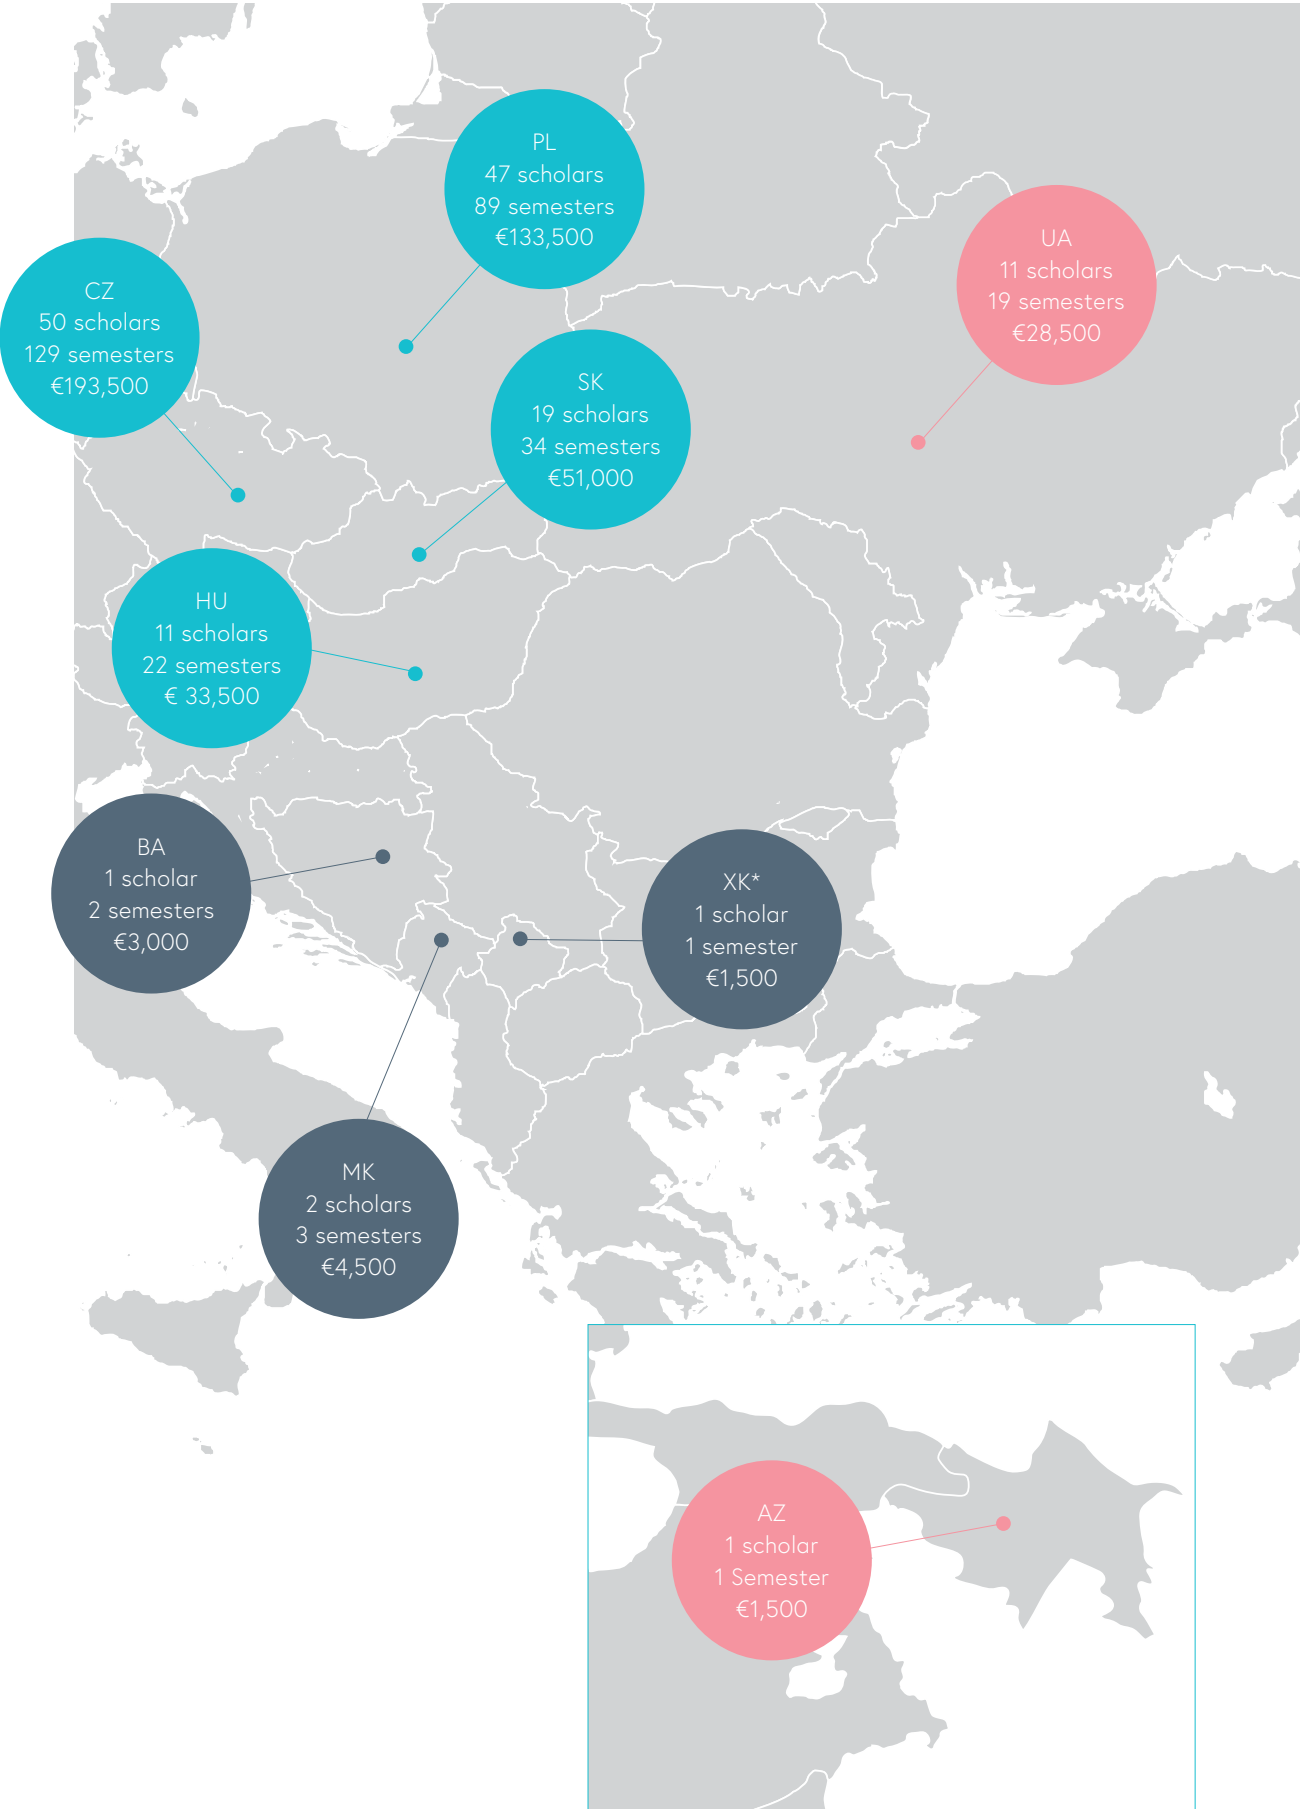 PL
47 scholars
89 semesters
€133,500
UA
11 scholars
19 semesters
€28,500
CZ
50 scholars
129 semesters
€193,500
SK
19 scholars
34 semesters
€51,000
HU
11 scholars
22 semesters
€ 33,500
BA
1 scholar
2 semesters
€3,000
XK*
1 scholar
1 semester
€1,500
MK
2 scholars
3 semesters
€4,500
AZ
1 scholar
1 Semester
€1,500